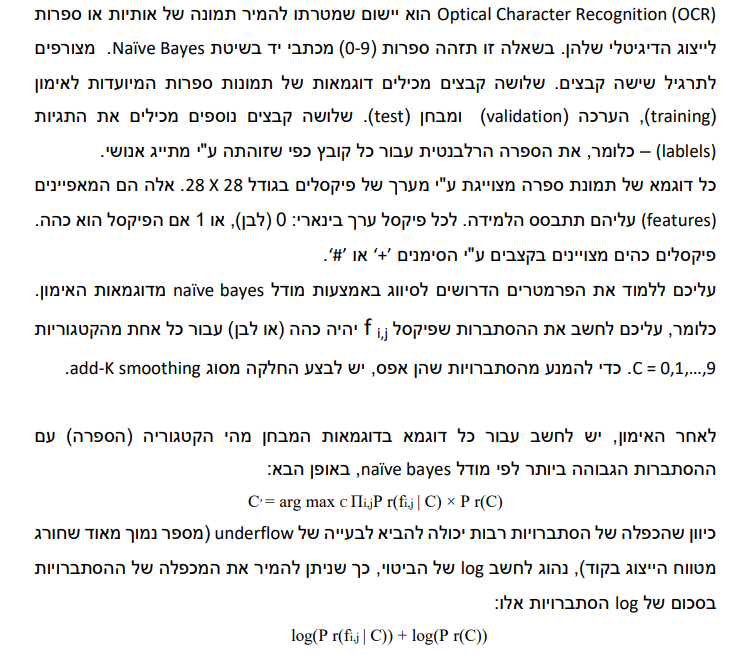 Optical Character Recognition (OCR) הוא יישום שמטרתו להמיר תמונה של אותיות או ספרות
לייצוג הדיגיטלי שלהן. בשאלה זו תזהה ספרות (0-9) מכתבי יד בשיטת Naïve Bayes. מצורפים
לתרגיל שישה קבצים. שלושה קבצים מכילים דוגמאות של תמונות ספרות המיועדות לאימון
(training), הערכה (validation) ומבחן (test). שלושה קבצים נוספים מכילים את התגיות
(lablels) – כלומר, את הספרה הרלבנטית עבור כל קובץ כפי שזוהתה ע"י מתייג אנושי.
כל דוגמא של תמונת ספרה מצוייגת ע"י מערך של פיקסלים בגודל 28 X 28. אלה הם המאפיינים
(features) עליהם תתבסס הלמידה. לכל פיקסל ערך בינארי: 0 (לבן), או 1 אם הפיקסל הוא כהה.
פיקסלים כהים מצויינים בקצבים ע"י הסימנים '+' או '#'.
עליכם ללמוד את הפרמטרים הדרושים לסיווג באמצעות מודל naïve bayes מדוגמאות האימון.
כלומר, עליכם לחשב את ההסתברות שפיקסל f i,j יהיה כהה (או לבן) עבור כל אחת מהקטגוריות
C = 0,1,...,9. כדי להמנע מהסתברויות שהן אפס, יש לבצע החלקה מסוג add-K smoothing.
לאחר האימון, יש לחשב עבור כל דוגמא בדוגמאות המבחן מהי הקטגוריה (הספרה) עם
ההסתברות הגבוהה ביותר לפי מודל naïve bayes, באופן הבא:
C' = arg max c Πi,jP r(fi,j | C) × P r(C)
כיוון שהכפלה של הסתברויות רבות יכולה להביא לבעייה של underflow (מספר נמוך מאוד שחורג
מטווח הייצוג בקוד), נהוג לחשב log של הביטוי, כך שניתן להמיר את המכפלה של ההסתברויות
בסכום של log הסתברויות אלו:
log(P r(fi,j | C)) + log(P r(C))